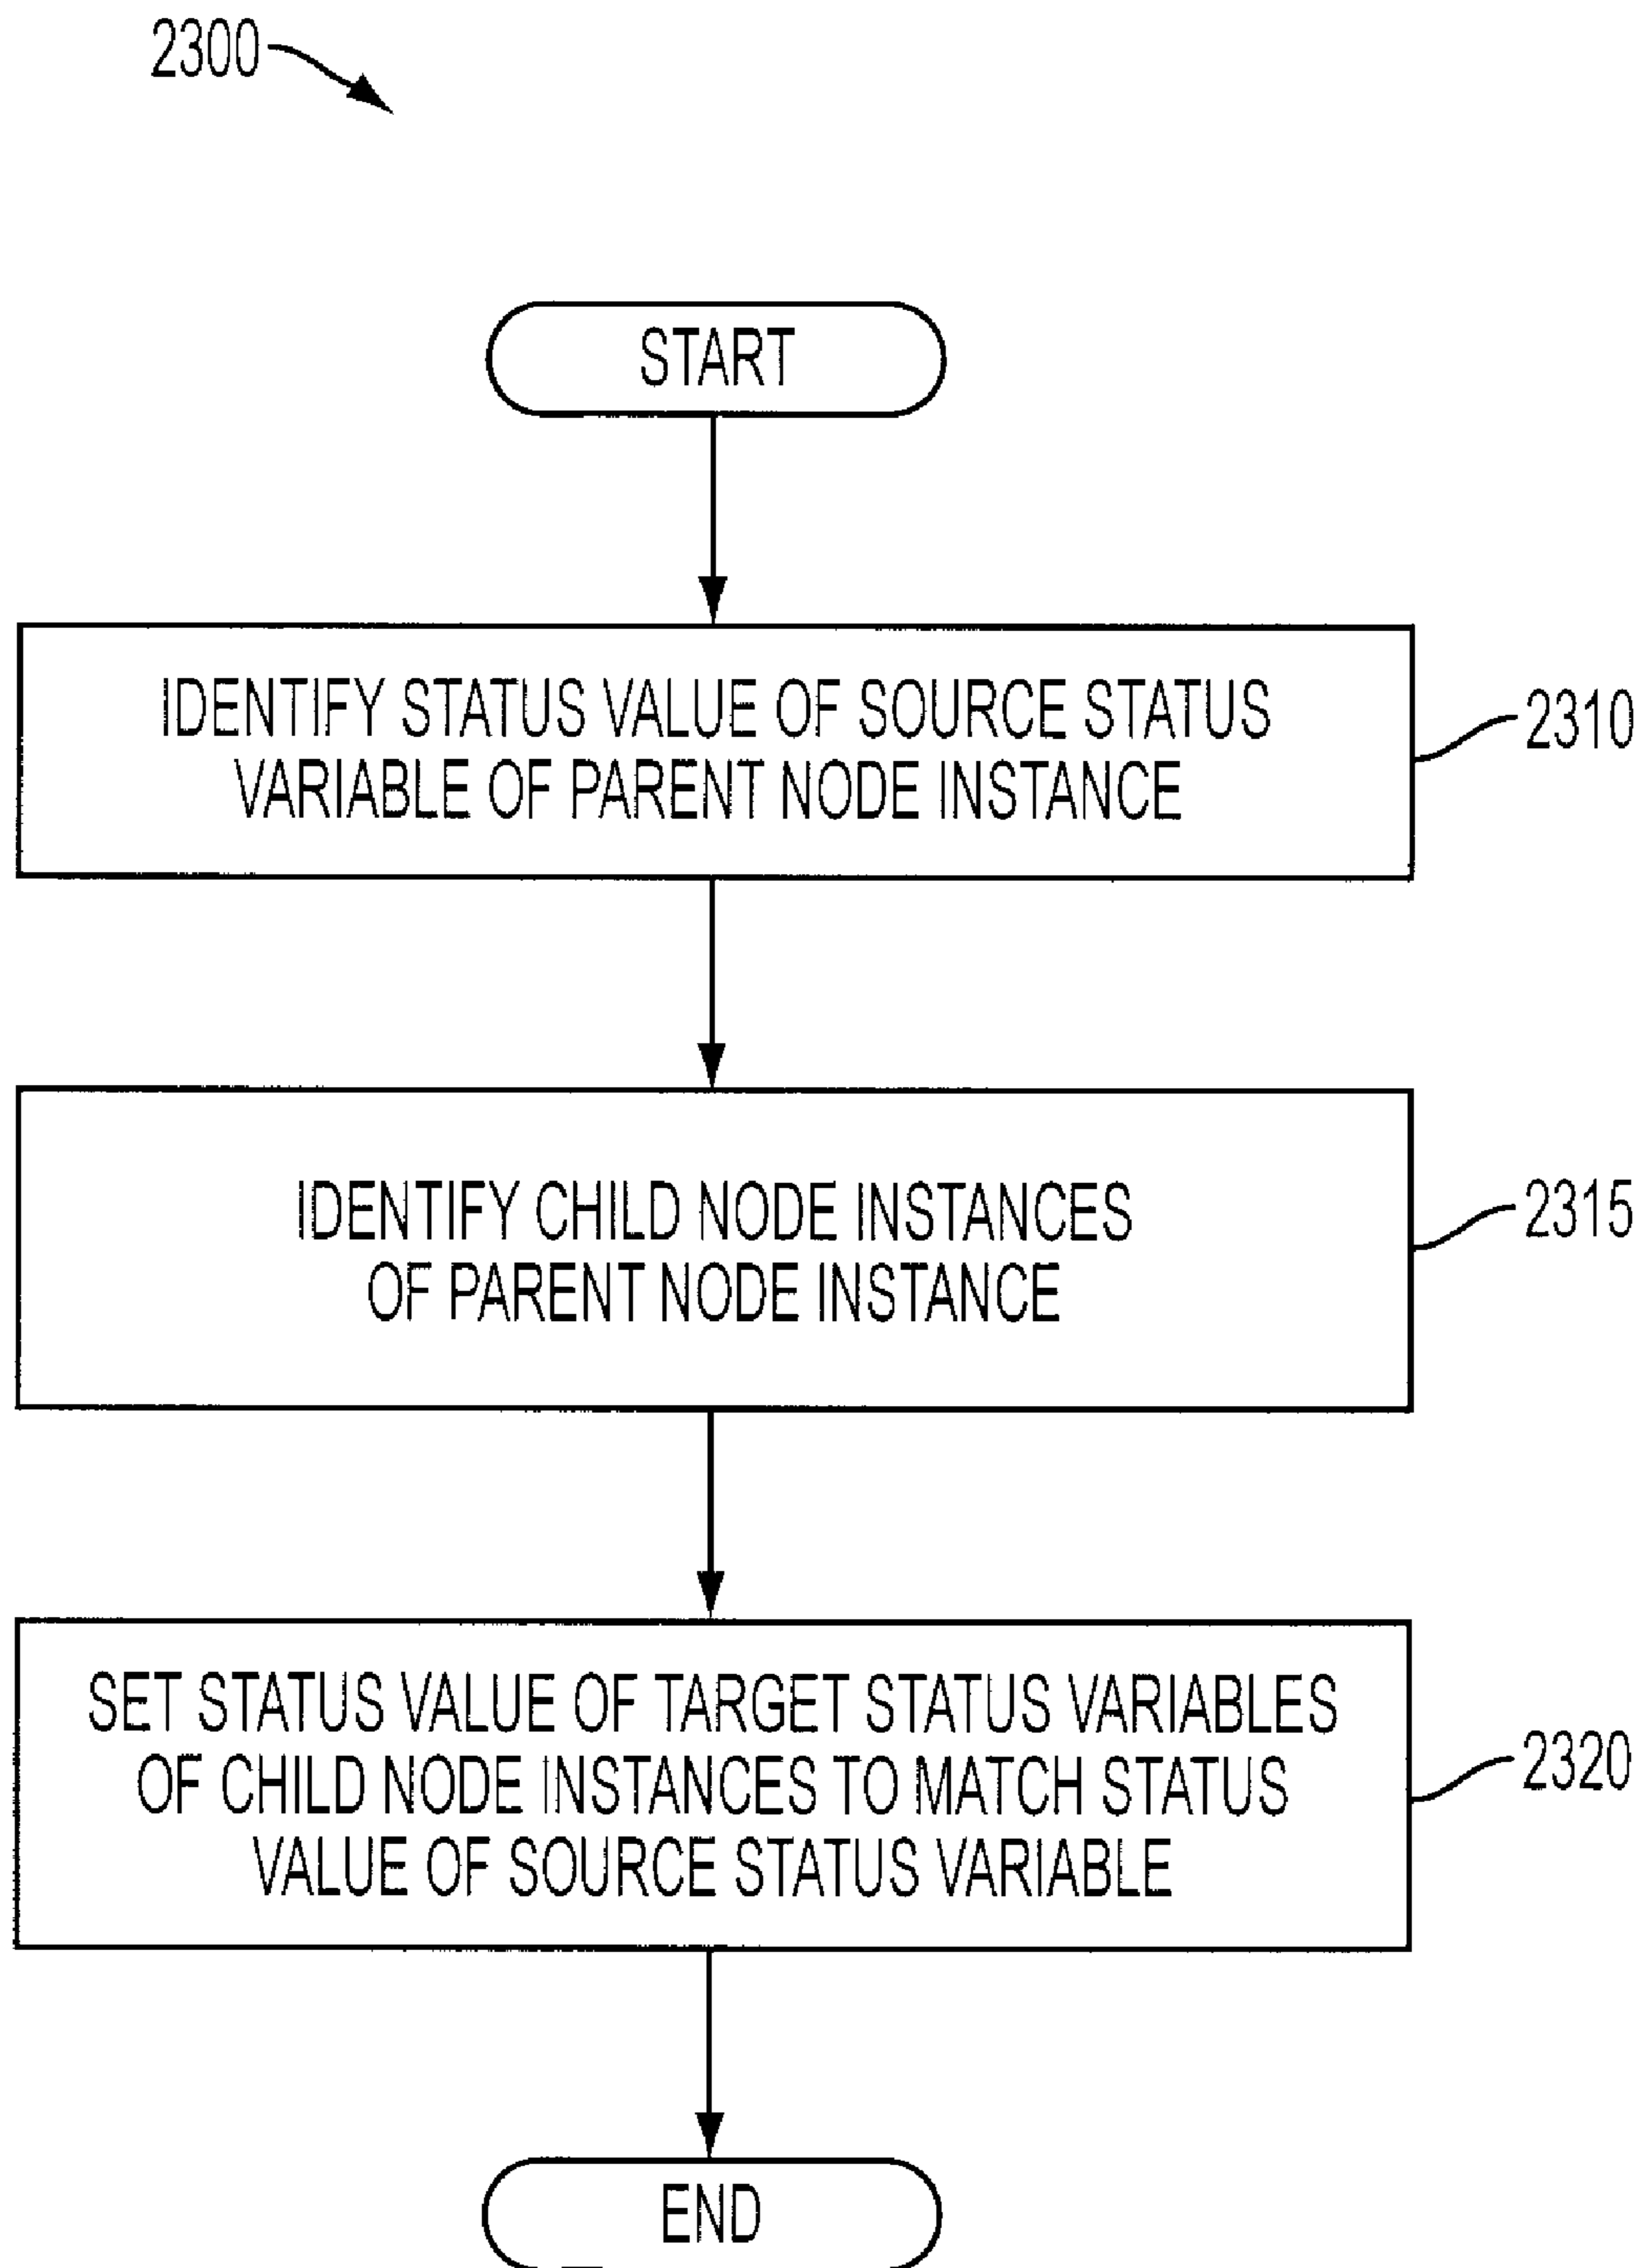 2300
START
IDENTIFY STATUS VALUE OF SOURCE STATUS
VARIABLE OF PARENT NODE INSTANCE
2310
IDENTIFY CHILD NODE INSTANCES
OF PARENT NODE INSTANCE
2315
SET STATUS VALUE OF TARGET STATUS VARIABLES
OF CHILD NODE INSTANCES TO MATCH STATUS
VALUE OF SOURCE STATUS VARIABLE
2320
END